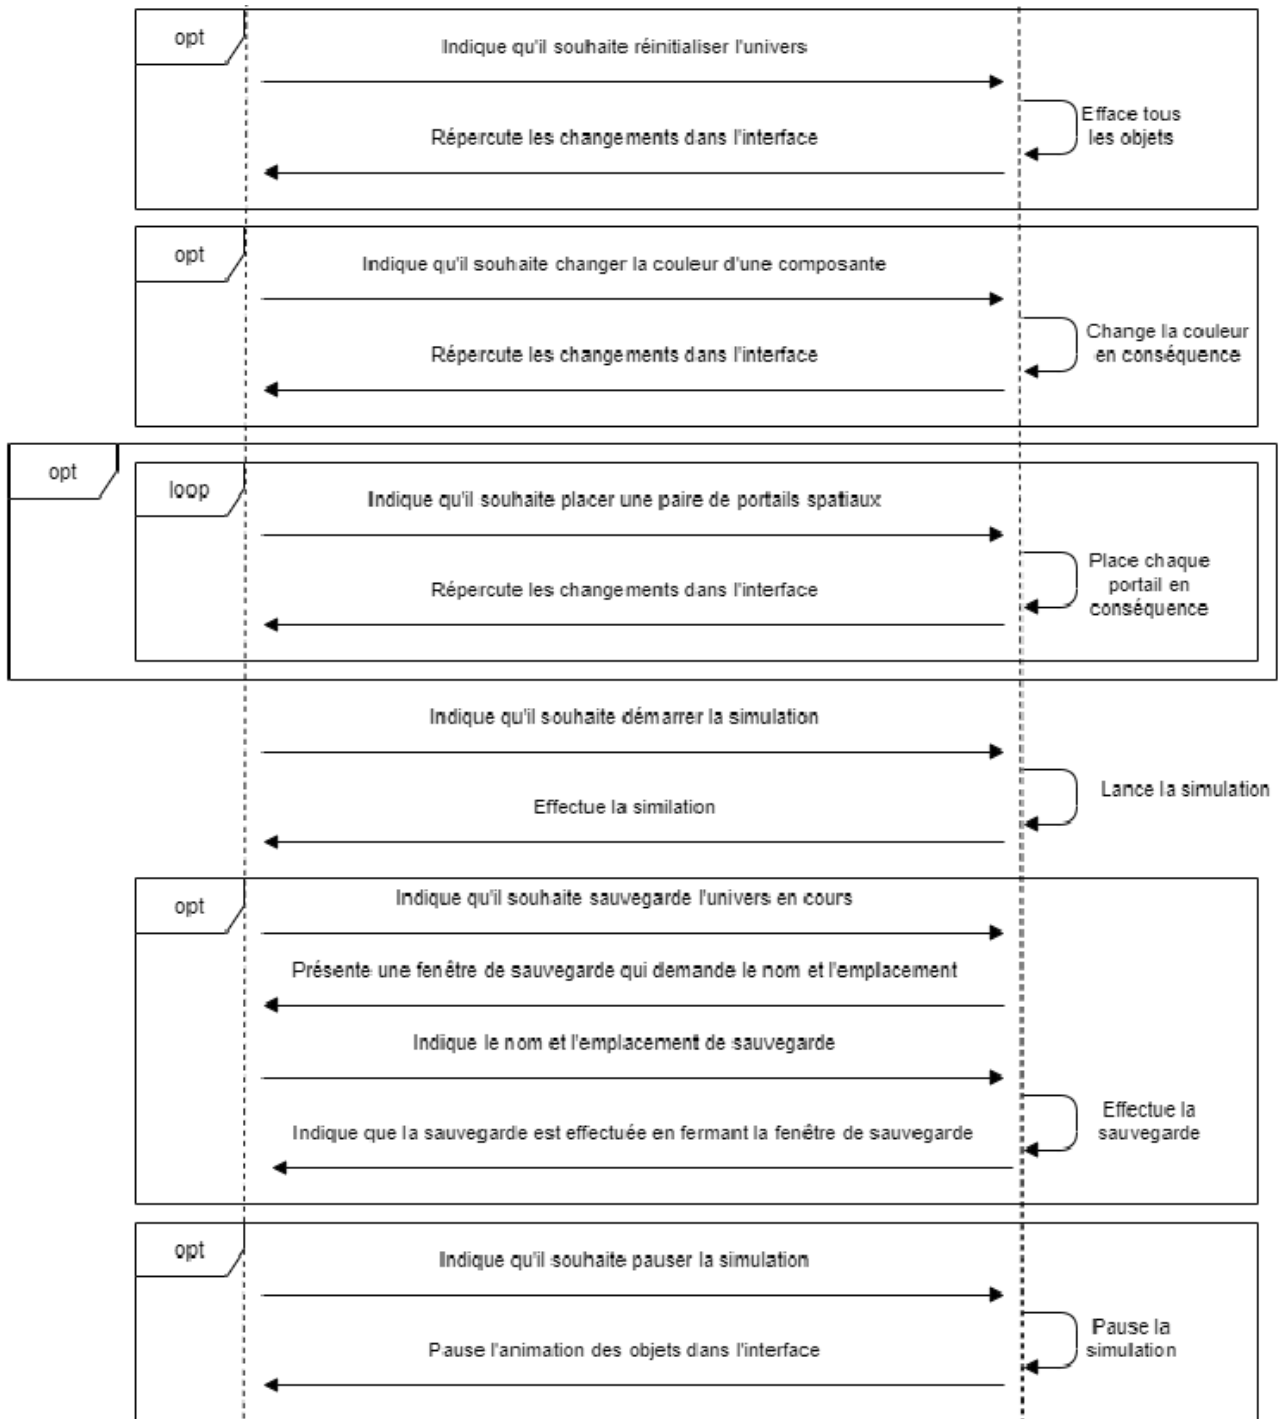 opt
Indique qu'il souhaite réinitialiser l'univers
Efface tous
les objets
Répercute les changements dans l'interface
opt
Indique qu'il souhaite changer la couleur d'une composante
Change la couleur
en conséquence
Répercute les changements dans l'interface
opt
loop
Indique qu'il souhaite placer une paire de portails spatiaux
Place chaque
portail en
conséquence
Répercute les changements dans l'interface
Indique qu'il souhaite démarrer la simulation
Lance la simulation
Effectue la similation
opt
Indique qu'il souhaite sauvegarde l'univers en cours
Présente une fenêtre de sauvegarde qui demande le nom et l'emplacement
Indique le nom et l'emplacement de sauvegarde
Effectue la
sauvegarde
Indique que la sauvegarde est effectuée en fermant la fenêtre de sauvegarde
opt
Indique qu'il souhaite pauser la simulation
Pause la
simulation
Pause l'animation des objets dans l'interface